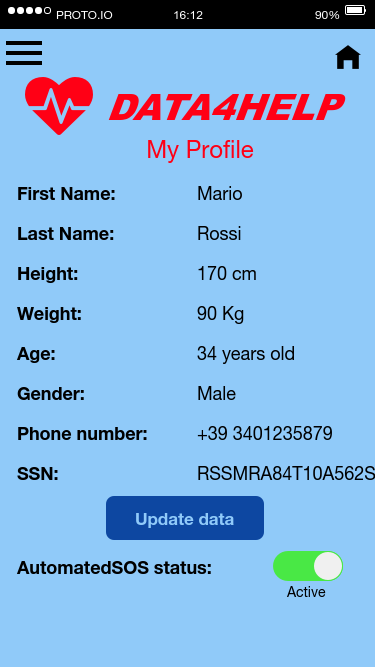 PROTO.IO 16:12 90%
DATA4HELP
My Profile
First Name: Mario
Last Name: Rossi
Height: 170 cm
Weight: 90 Kg
Age: 34 years old
Gender: Male
Phone number: +39 3401235879
SSN: RSSMRA84T10A562S
Update data
AutomatedSOS status:
Active